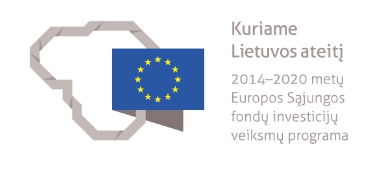 Kuriame
Lietuvos ateitį
2014–2020 metų
Europos Sąjungos
fondų investicijų
veiksmų programa